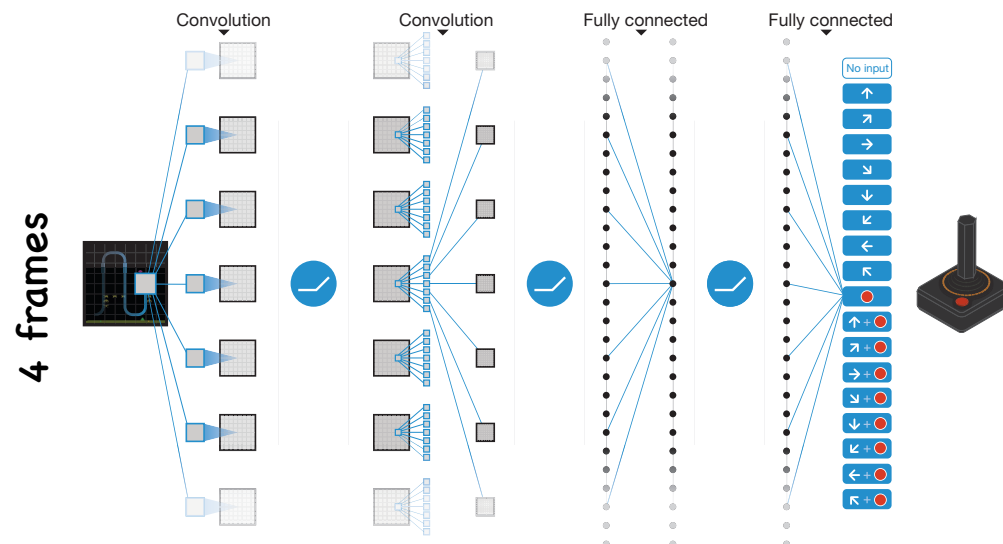 Convolution
Convolution
Fully connected
Fully connected
4 frames
No input
↑
↗
→
↘
↓
↙
←
↖
↑ +
↗ +
→ +
↘ +
↓ +
↙ +
← +
↖ +